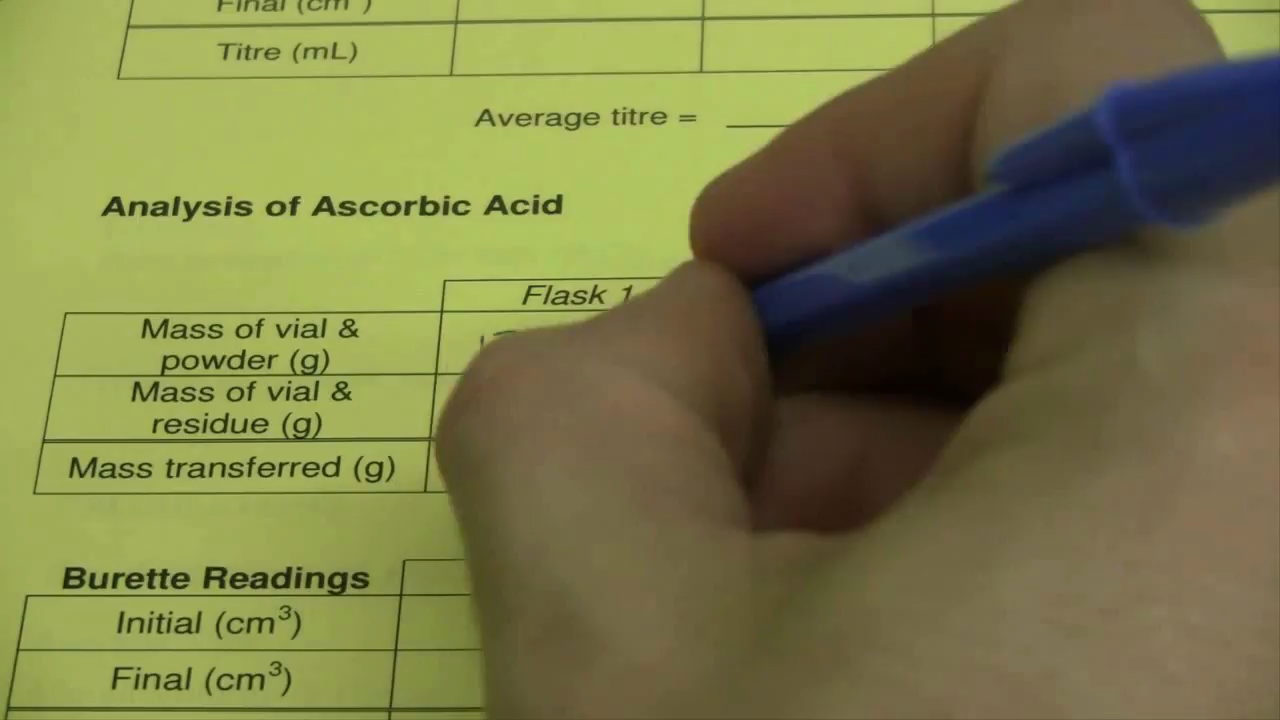 Final (cm³)
Titre (mL)
Average titre =
Analysis of Ascorbic Acid
Flask 1
Mass of vial &
powder (g)
Mass of vial &
residue (g)
Mass transferred (g)
Burette Readings
Initial (cm³)
Final (cm³)